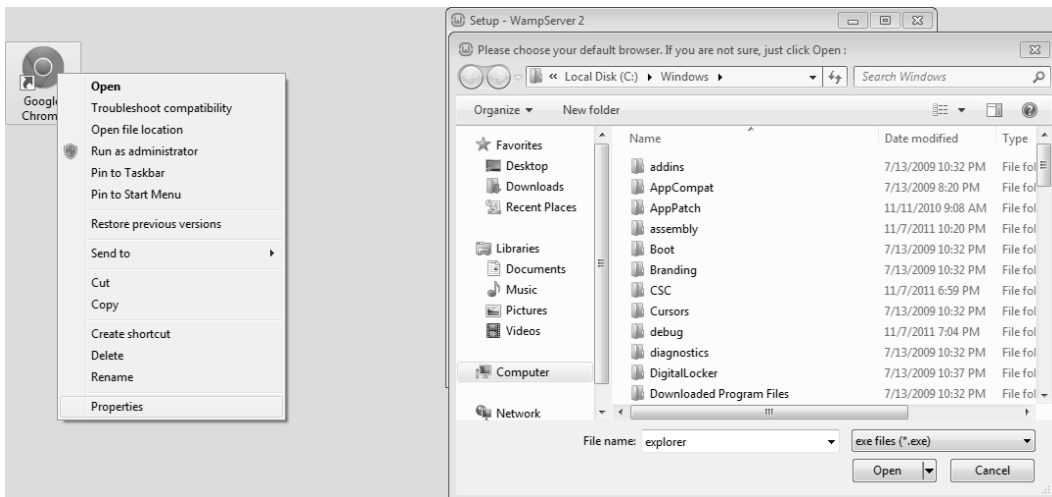 Google
Chrom
Open
Troubleshoot compatibility
Open file location
Run as administrator
Pin to Taskbar
Pin to Start Menu
Restore previous versions
Send to
Cut
Copy
Create shortcut
Delete
Rename
Properties
Setup - WampServer 2
Please choose your default browser. If you are not sure, just click Open :
« Local Disk (C:) Windows
Search Windows
Organize New folder
Favorites
Desktop
Downloads
Recent Places
Libraries
Documents
Music
Pictures
Videos
Computer
Network
Name Date modified Type
addins 7/13/2009 10:32 PM File fol
AppCompat 7/13/2009 8:20 PM File fol
AppPatch 11/11/2010 9:08 AM File fol
assembly 11/7/2011 10:20 PM File fol
Boot 7/13/2009 10:32 PM File fol
Branding 7/13/2009 10:32 PM File fol
CSC 11/7/2011 6:59 PM File fol
Cursors 7/13/2009 10:32 PM File fol
debug 11/7/2011 7:04 PM File fol
diagnostics 7/13/2009 10:32 PM File fol
DigitalLocker 7/13/2009 10:37 PM File fol
Downloaded Program Files 7/13/2009 10:32 PM File fol
File name: explorer exe files (*.exe)
Open Cancel